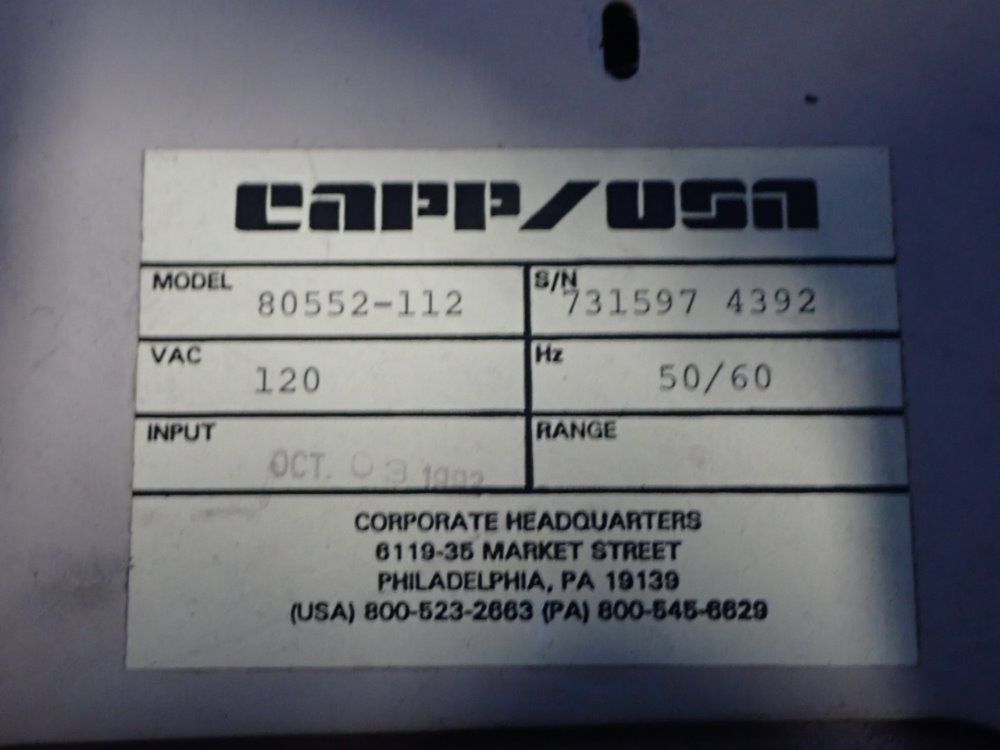 CAPP/USA
MODEL 80552-112
S/N 731597 4392
VAC 120
Hz 50/60
INPUT OCT. 09 1992
RANGE
CORPORATE HEADQUARTERS
6119-35 MARKET STREET
PHILADELPHIA, PA 19139
(USA) 800-523-2663 (PA) 800-545-6629